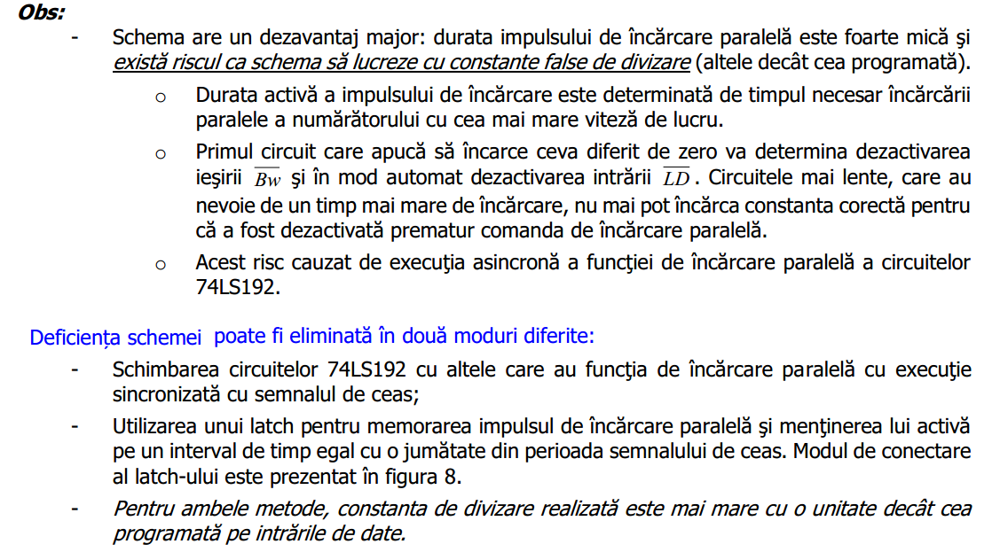 Obs:
- Schema are un dezavantaj major: durata impulsului de încărcare paralelă este foarte mică şi
există riscul ca schema să lucreze cu constante false de divizare (altele decât cea programată).
o Durata activă a impulsului de încărcare este determinată de timpul necesar încărcării
paralele a numărătorului cu cea mai mare viteză de lucru.
o Primul circuit care apucă să încarce ceva diferit de zero va determina dezactivarea
ieşirii B̅w̅ şi în mod automat dezactivarea intrării L̅D̅ . Circuitele mai lente, care au
nevoie de un timp mai mare de încărcare, nu mai pot încărca constanta corectă pentru
că a fost dezactivată prematur comanda de încărcare paralelă.
o Acest risc cauzat de execuţia asincronă a funcţiei de încărcare paralelă a circuitelor
74LS192.
Deficiența schemei poate fi eliminată în două moduri diferite:
- Schimbarea circuitelor 74LS192 cu altele care au funcţia de încărcare paralelă cu execuţie
sincronizată cu semnalul de ceas;
- Utilizarea unui latch pentru memorarea impulsul de încărcare paralelă şi menţinerea lui activă
pe un interval de timp egal cu o jumătate din perioada semnalului de ceas. Modul de conectare
al latch-ului este prezentat în figura 8.
- Pentru ambele metode, constanta de divizare realizată este mai mare cu o unitate decât cea
programată pe intrările de date.